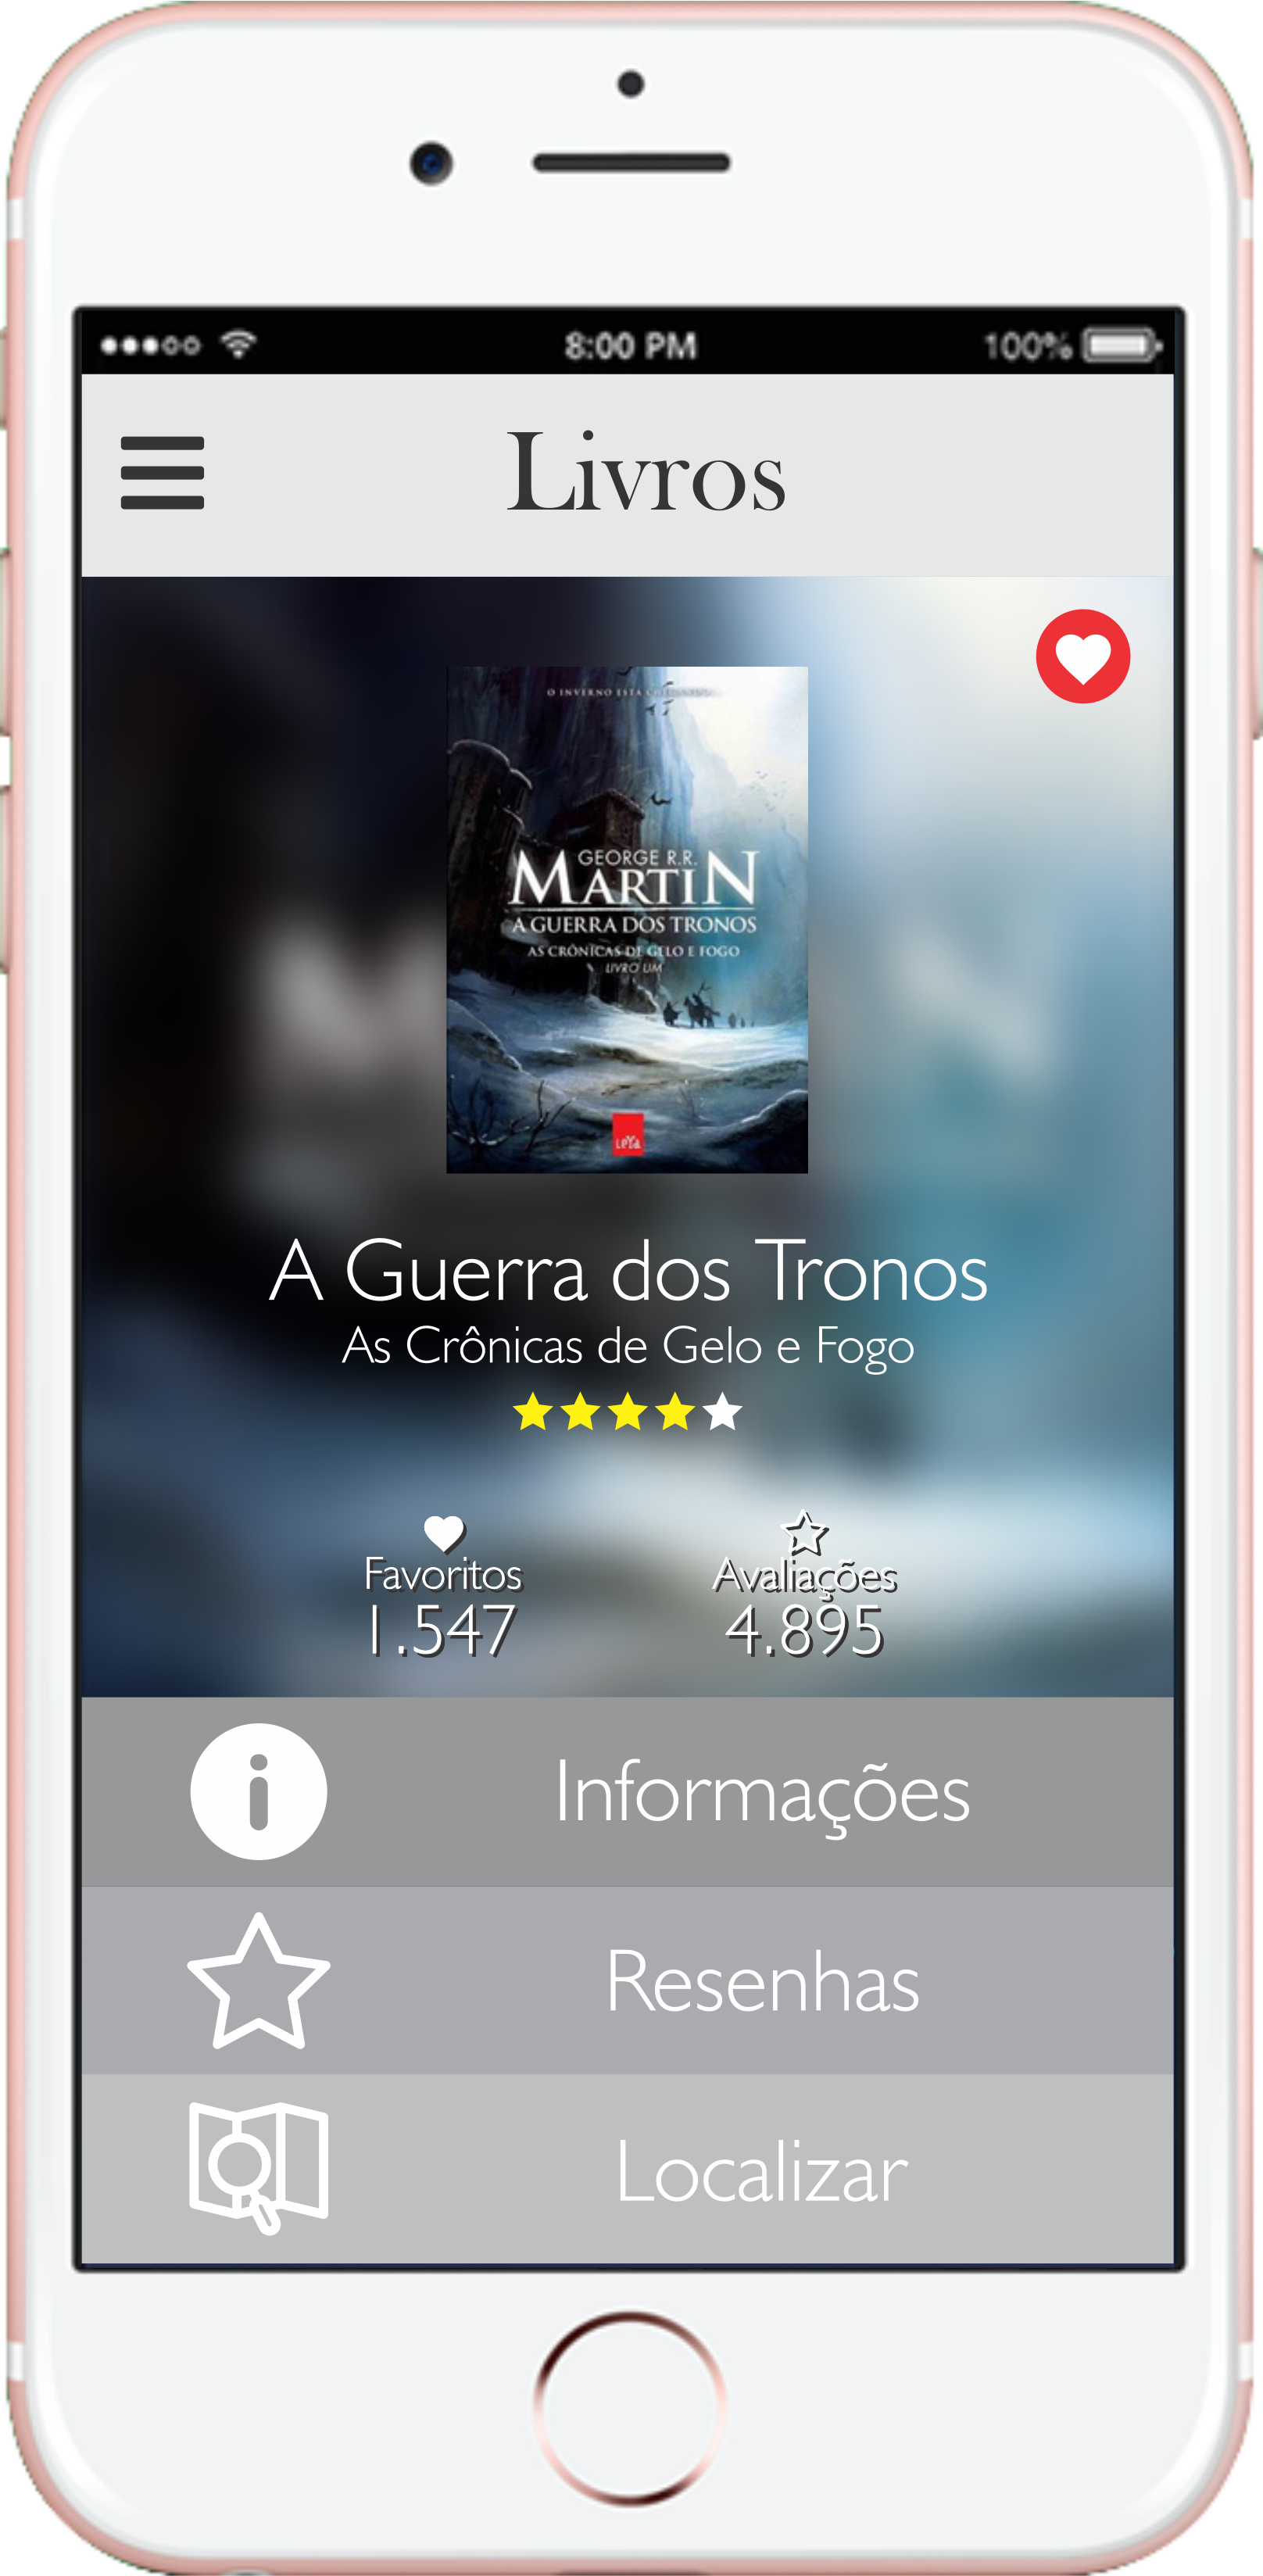 8:00 PM 100%
Livros
O INVERNO ESTÁ CHEGANDO
GEORGE R.R.
MARTIN
A GUERRA DOS TRONOS
AS CRÔNICAS DE GELO E FOGO
LIVRO UM
LeYa
A Guerra dos Tronos
As Crônicas de Gelo e Fogo
Favoritos Avaliações
1.547 4.895
Informações
Resenhas
Localizar